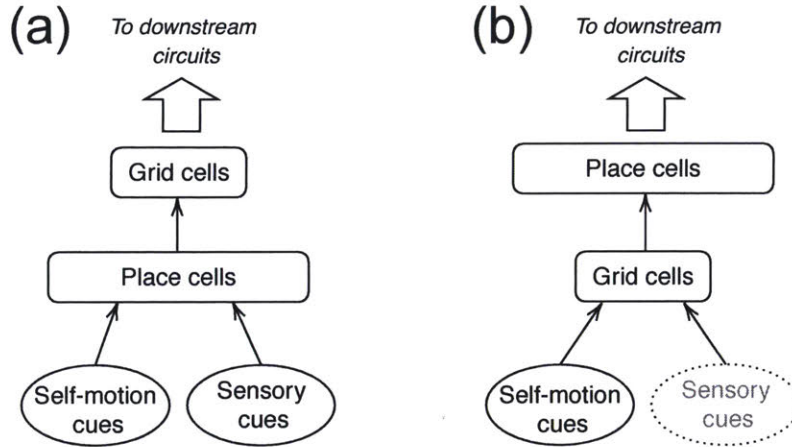 (a)
To downstream
circuits
Grid cells
Place cells
Self-motion
cues
Sensory
cues
(b)
To downstream
circuits
Place cells
Grid cells
Self-motion
cues
Sensory
cues